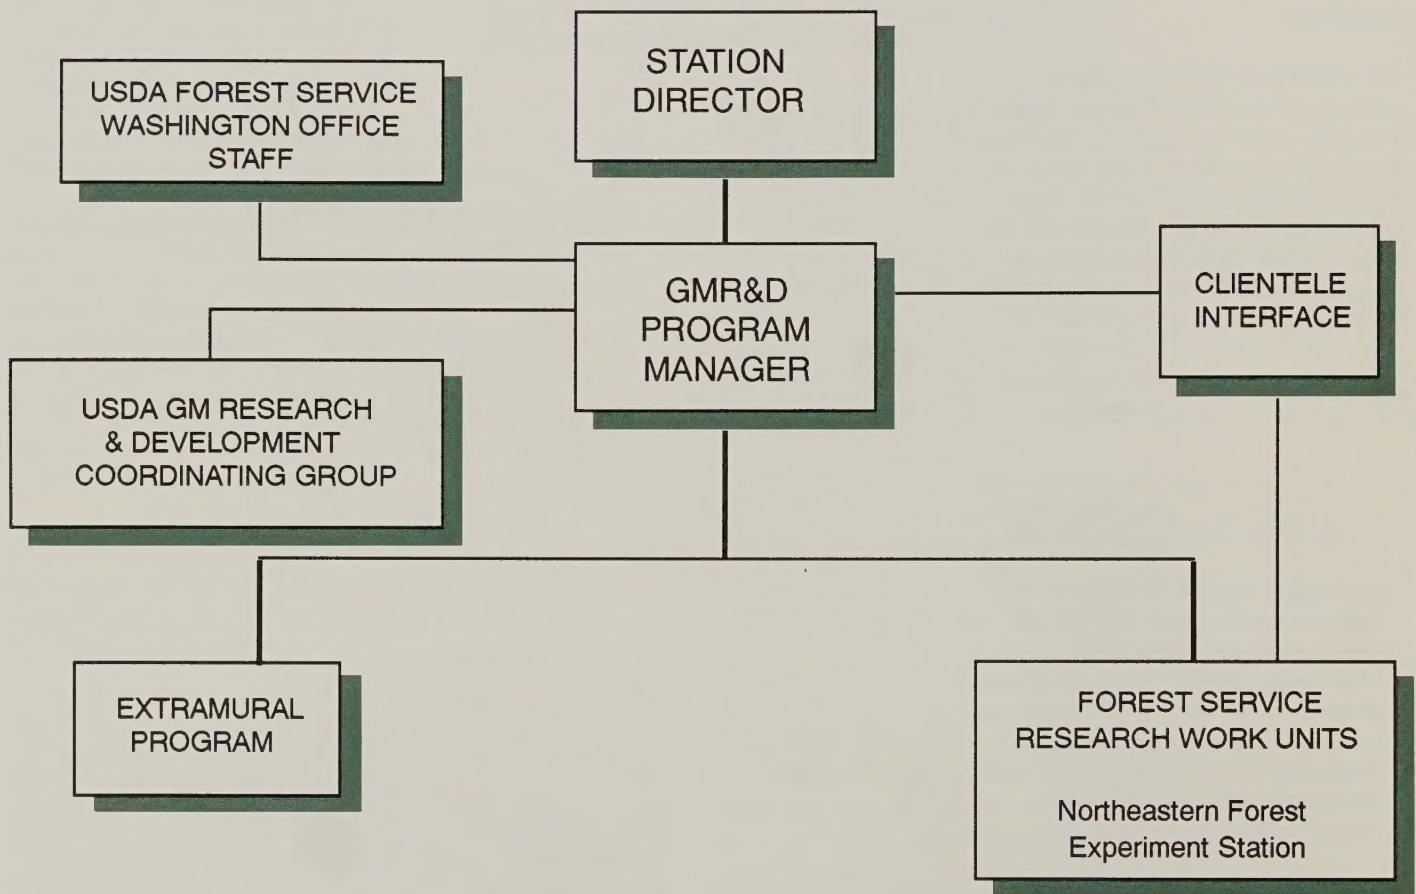 STATION
DIRECTOR
USDA FOREST SERVICE
WASHINGTON OFFICE
STAFF
GMR&D
PROGRAM
MANAGER
CLIENTELE
INTERFACE
USDA GM RESEARCH
& DEVELOPMENT
COORDINATING GROUP
EXTRAMURAL
PROGRAM
FOREST SERVICE
RESEARCH WORK UNITS
Northeastern Forest
Experiment Station